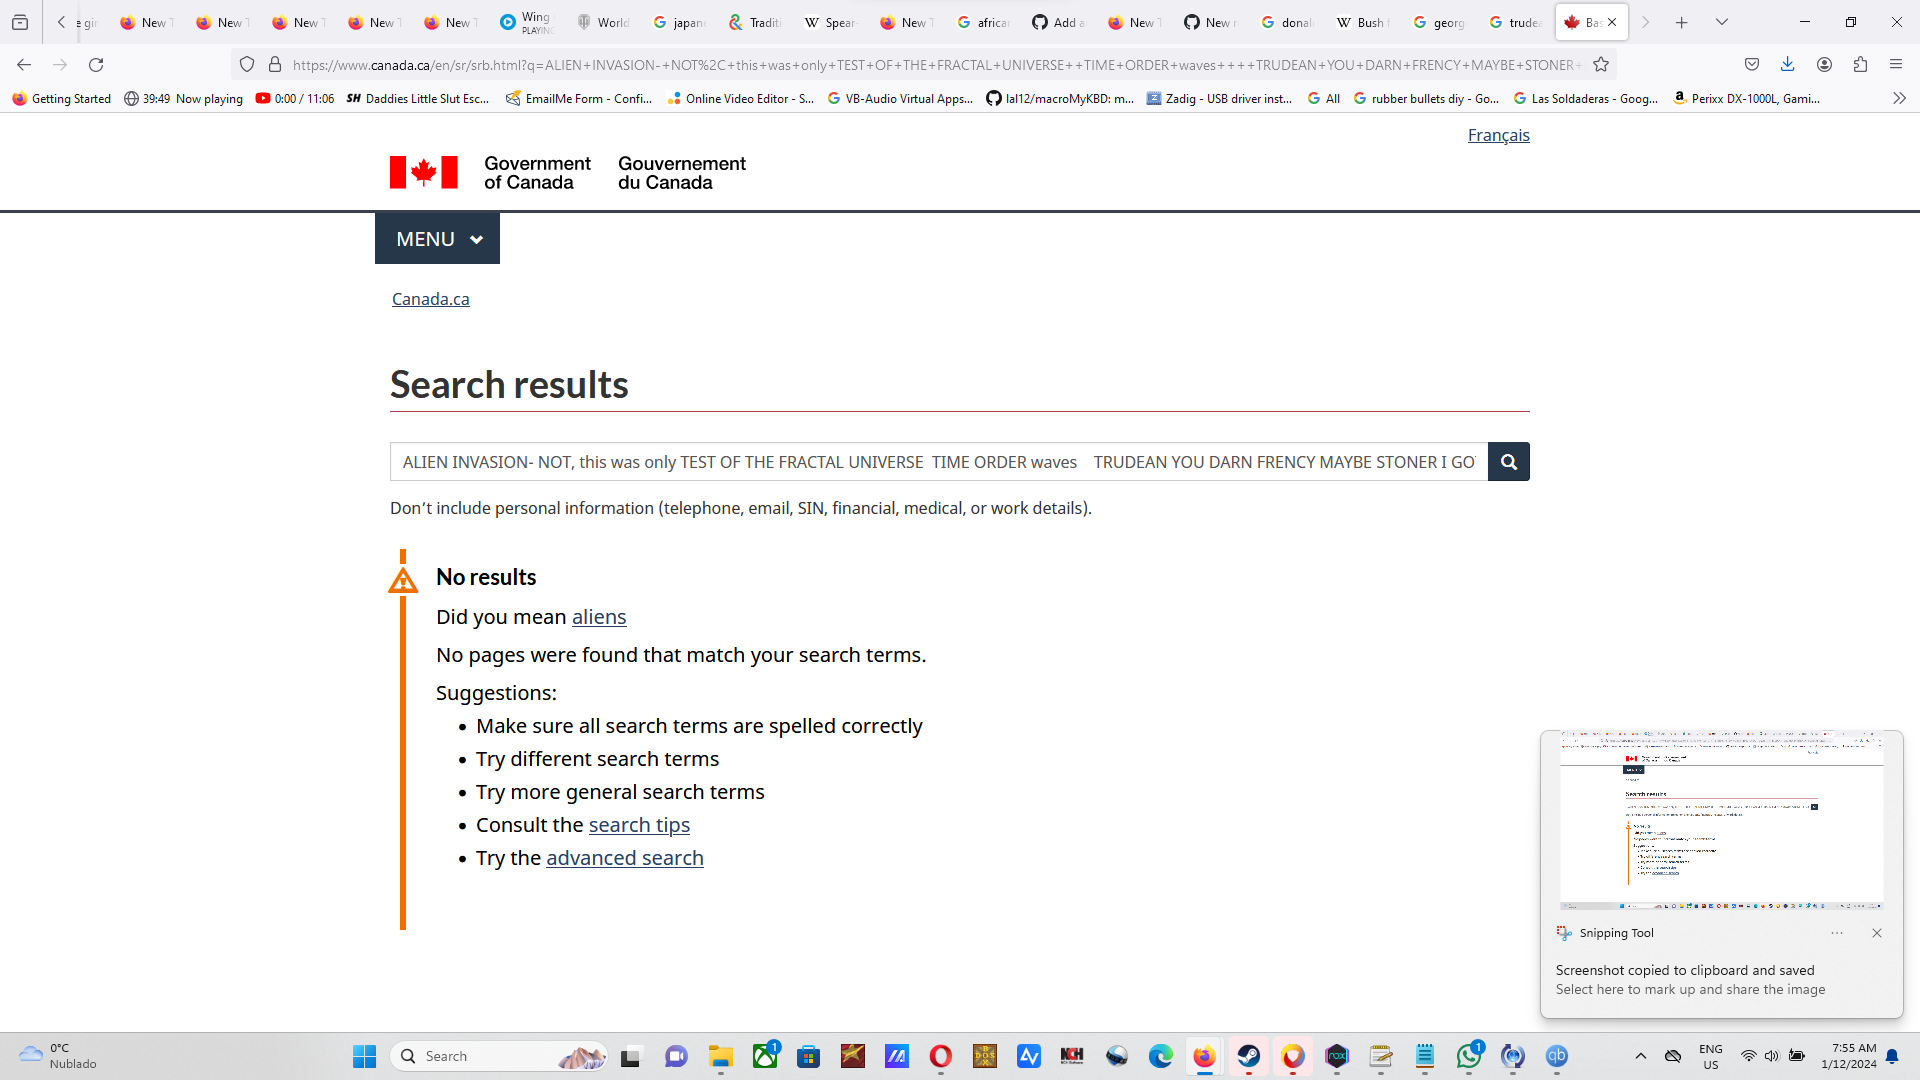 New T
New T
New T
New T
New T
Wing
PLAYING
World
japane
Traditi
Spear-
New T
africar
Add a
New T
New r
donal
Bush f
georg
trudea
Bas
https://www.canada.ca/en/sr/srb.html?q=ALIEN+INVASION-+NOT%2C+this+was+only+TEST+OF+THE+FRACTAL+UNIVERSE++TIME+ORDER+waves++++TRUDEAN+YOU+DARN+FRENCY+MAYBE+STONER+
Getting Started
39:49 Now playing
0:00 / 11:06
SH Daddies Little Slut Esc...
EmailMe Form - Confi...
Online Video Editor - S...
VB-Audio Virtual Apps...
lal12/macroMyKBD: m...
Zadig - USB driver inst...
All
rubber bullets diy - Go...
Las Soldaderas - Goog...
Perixx DX-1000L, Gami...
Français
Government Gouvernement
of Canada du Canada
MENU
Canada.ca
Search results
ALIEN INVASION- NOT, this was only TEST OF THE FRACTAL UNIVERSE  TIME ORDER waves    TRUDEAN YOU DARN FRENCY MAYBE STONER I GO
Don't include personal information (telephone, email, SIN, financial, medical, or work details).
No results
Did you mean aliens
No pages were found that match your search terms.
Suggestions:
• Make sure all search terms are spelled correctly
• Try different search terms
• Try more general search terms
• Consult the search tips
• Try the advanced search
Search results
Snipping Tool
Screenshot copied to clipboard and saved
Select here to mark up and share the image
0°C
Nublado
Search
ENG
US
7:55 AM
1/12/2024